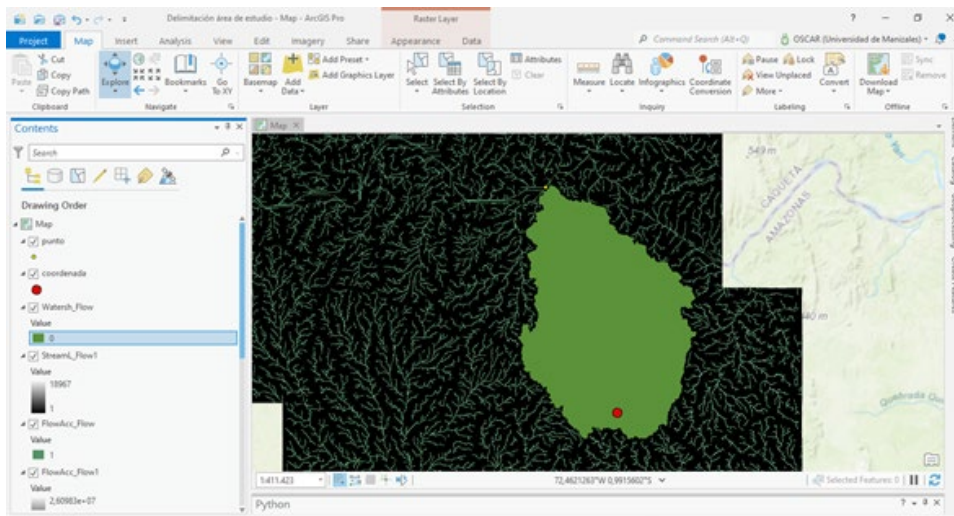 Delimitación área de estudio - Map - ArcGIS Pro
Raster Layer
?
Project Map Insert Analysis View Edit Imagery Share Appearance Data
Command Search (Alt+Q)
OSCAR (Universidad de Manizales)
Paste
Cut
Copy
Copy Path
Explore
Bookmarks
Go To XY
Basemap
Add Data
Add Preset
Add Graphics Layer
Select
Select By Attributes
Select By Location
Attributes
Clear
Measure
Locate
Infographics
Coordinate Conversion
Pause
Lock
View Unplaced
More
Convert
Download Map
Sync
Remove
Clipboard
Navigate
Layer
Selection
Inquiry
Labeling
Offline
Contents
Search
Drawing Order
Map
punto
coordenada
Watersh_Flow
Value
0
StreamL_Flow1
Value
18967
1
FlowAcc_Flow
Value
1
FlowAcc_Flow1
Value
2,60983e+07
Map
549 m
CAQUETÁ
AMAZONAS
Quebrada
1:411.423
72,4621263°W 0,9915602°S
Selected Features: 0
Python
?